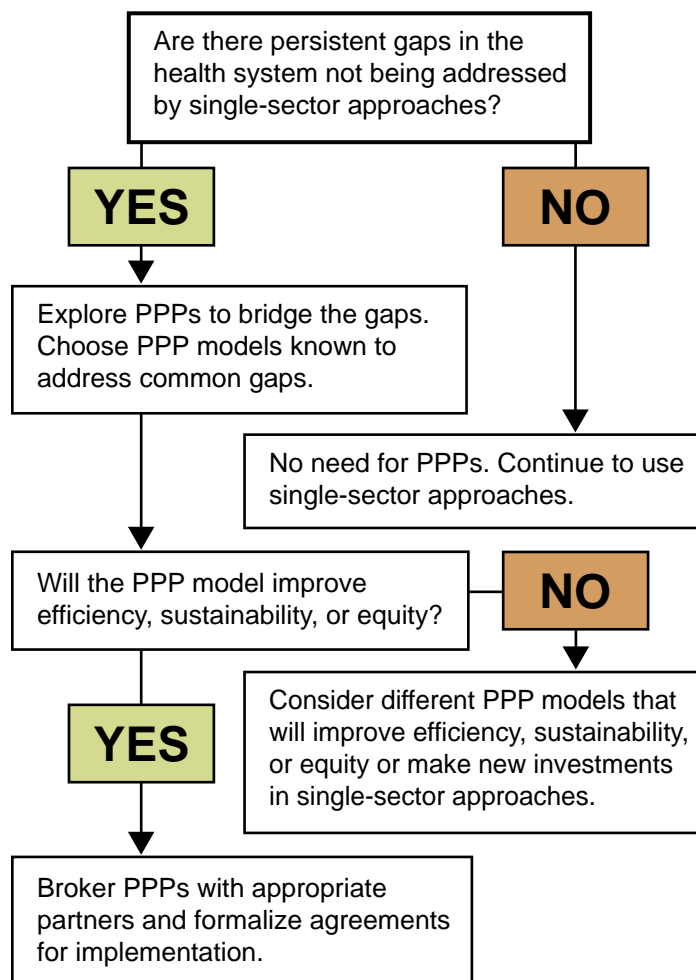 Are there persistent gaps in the
health system not being addressed
by single-sector approaches?
YES
NO
Explore PPPs to bridge the gaps.
Choose PPP models known to
address common gaps.
No need for PPPs. Continue to use
single-sector approaches.
Will the PPP model improve
efficiency, sustainability, or equity?
NO
YES
Consider different PPP models that
will improve efficiency, sustainability,
or equity or make new investments
in single-sector approaches.
Broker PPPs with appropriate
partners and formalize agreements
for implementation.